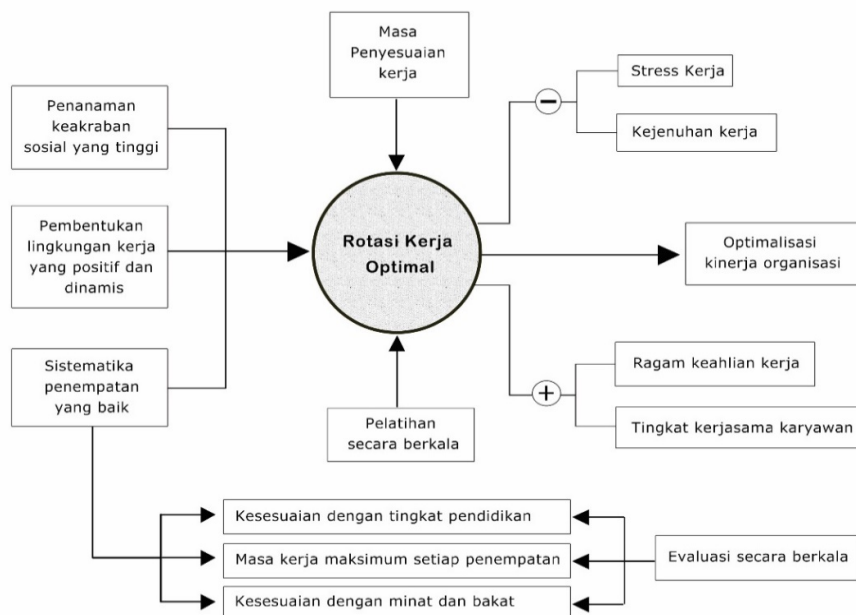 Masa
Penyesuaian
kerja
Penanaman
keakraban
sosial yang tinggi
Pembentukan
lingkungan kerja
yang positif dan
dinamis
Sistematika
penempatan
yang baik
Rotasi Kerja
Optimal
Pelatihan
secara berkala
Stress Kerja
Kejenuhan kerja
Optimalisasi
kinerja organisasi
Ragam keahlian kerja
Tingkat kerjasama karyawan
Kesesuaian dengan tingkat pendidikan
Masa kerja maksimum setiap penempatan
Kesesuaian dengan minat dan bakat
Evaluasi secara berkala